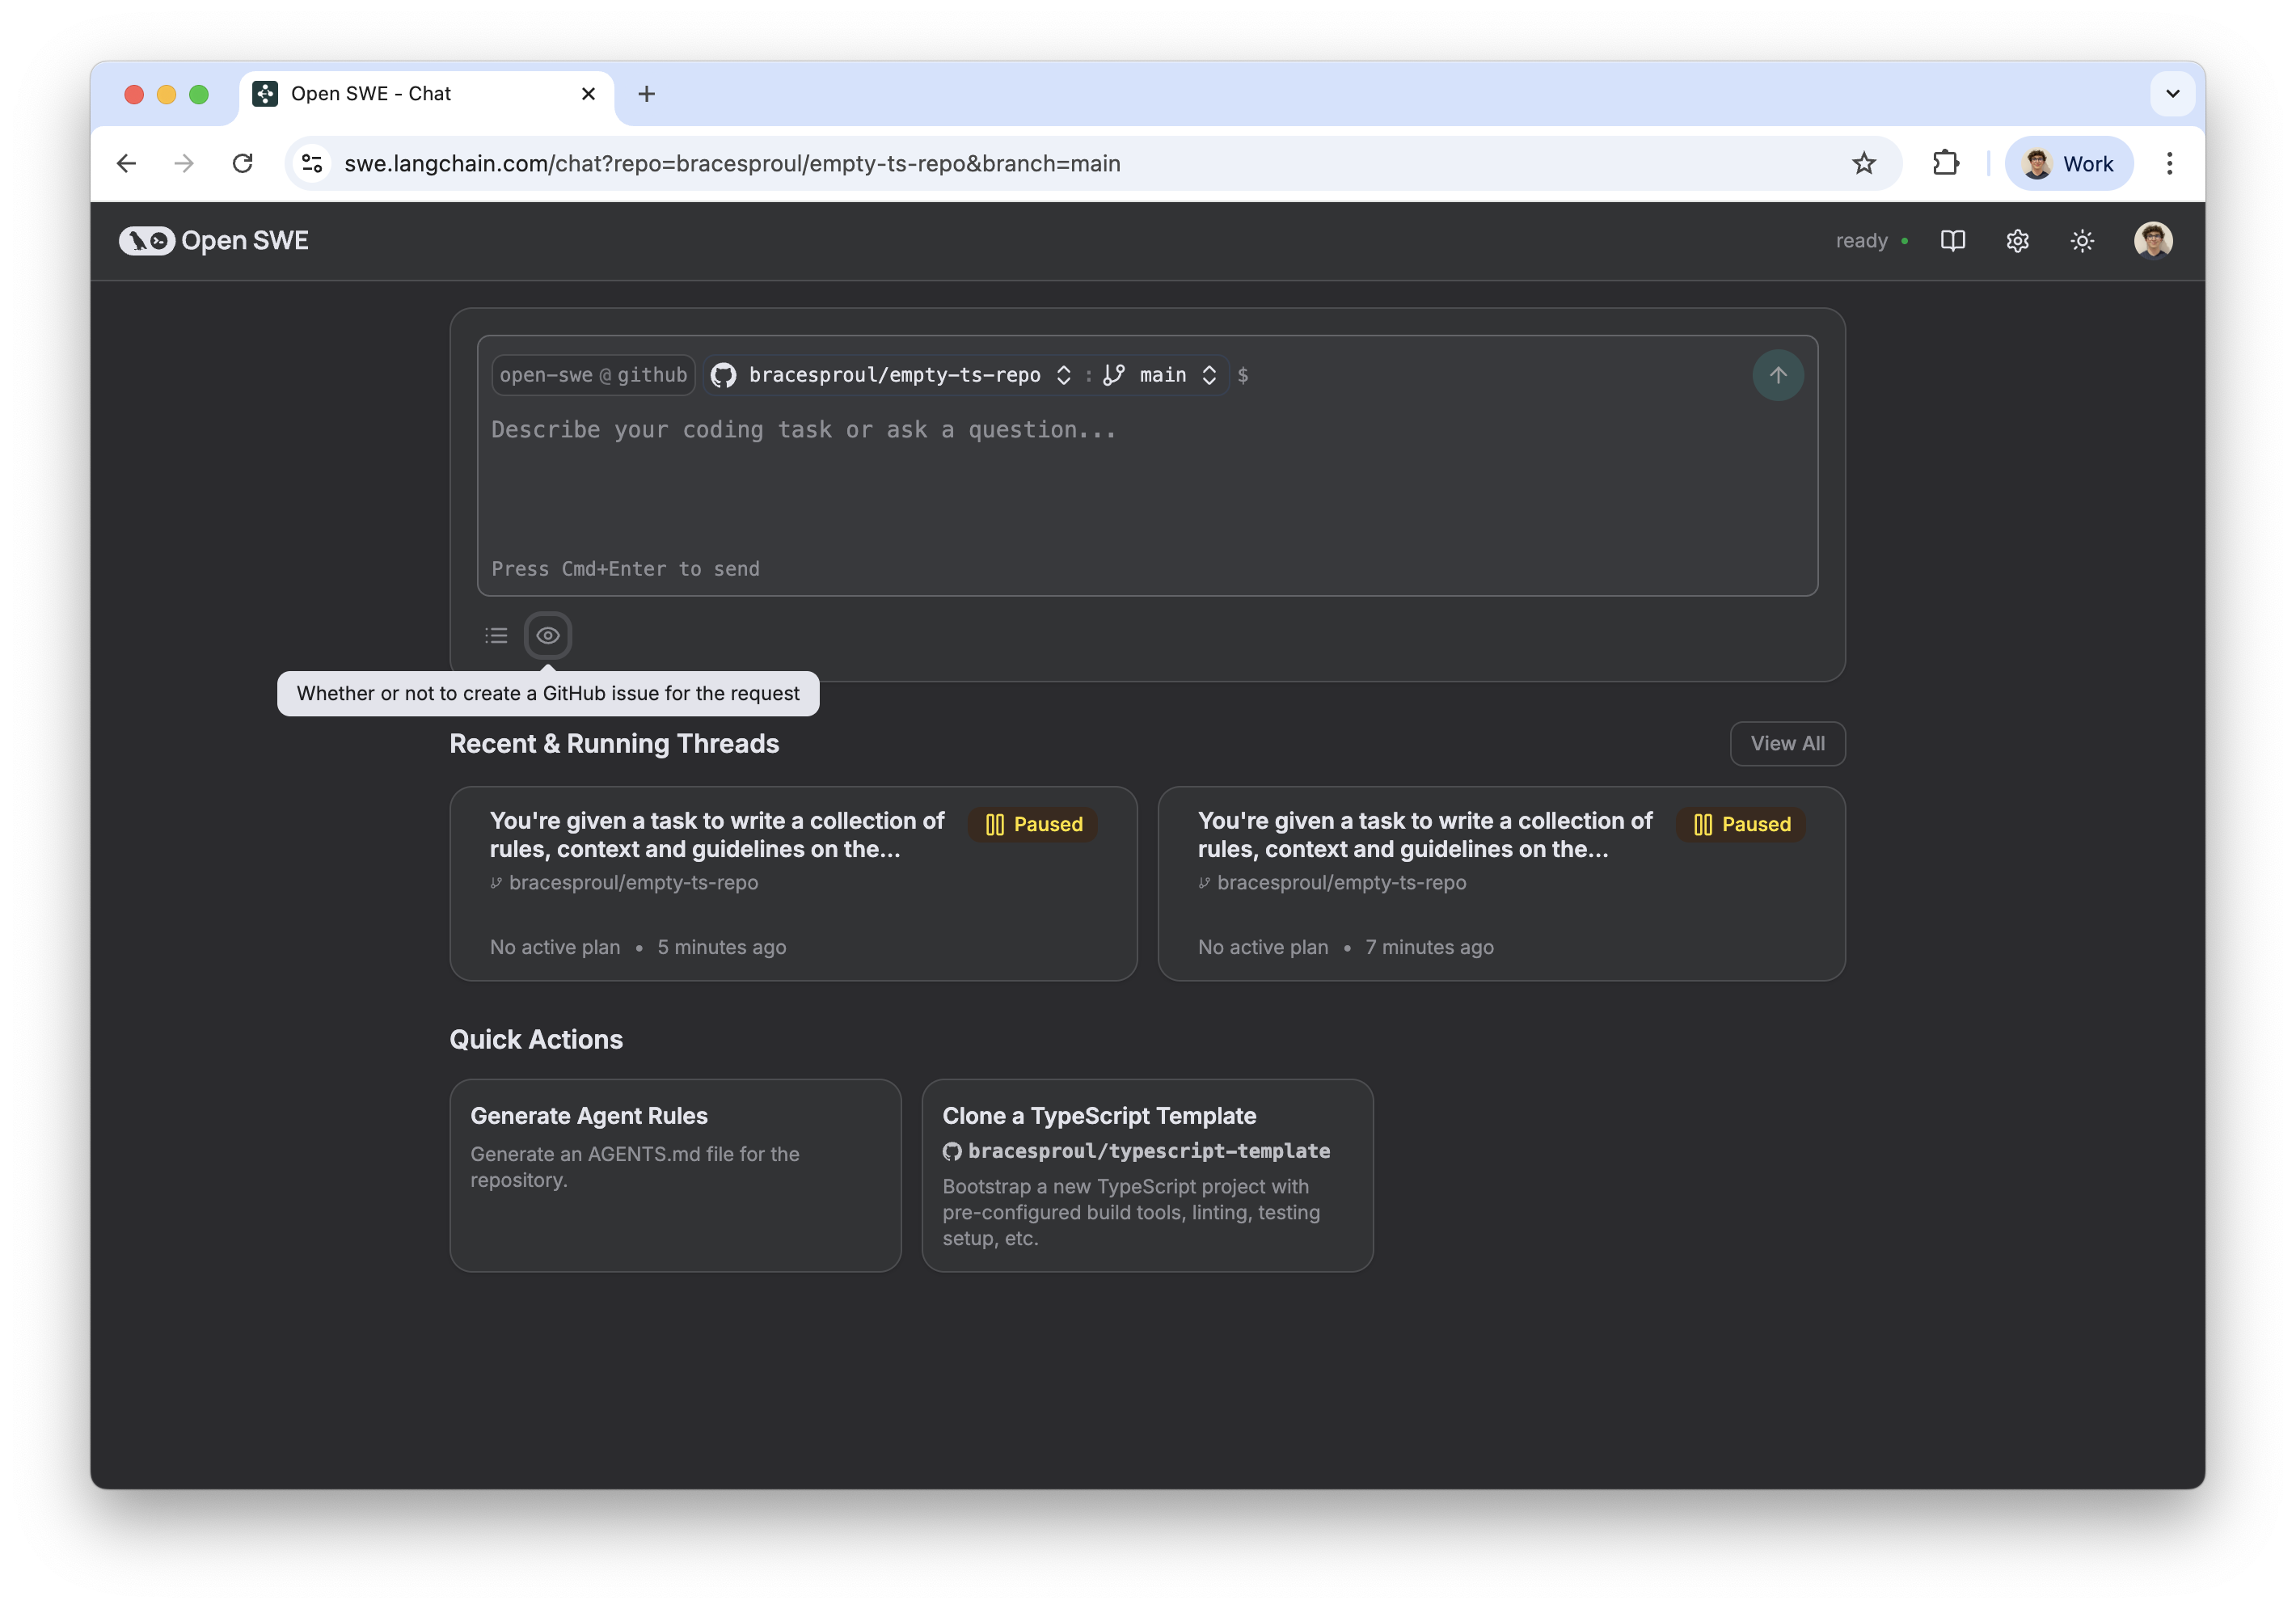 Open SWE - Chat
swe.langchain.com/chat?repo=bracesproul/empty-ts-repo&branch=main
Work
Open SWE
ready
open-swe @ github bracesproul/empty-ts-repo : main $
Describe your coding task or ask a question...
Press Cmd+Enter to send
Whether or not to create a GitHub issue for the request
Recent & Running Threads
View All
You're given a task to write a collection of
rules, context and guidelines on the...
Paused
bracesproul/empty-ts-repo
No active plan • 5 minutes ago
You're given a task to write a collection of
rules, context and guidelines on the...
Paused
bracesproul/empty-ts-repo
No active plan • 7 minutes ago
Quick Actions
Generate Agent Rules
Generate an AGENTS.md file for the
repository.
Clone a TypeScript Template
bracesproul/typescript-template
Bootstrap a new TypeScript project with
pre-configured build tools, linting, testing
setup, etc.